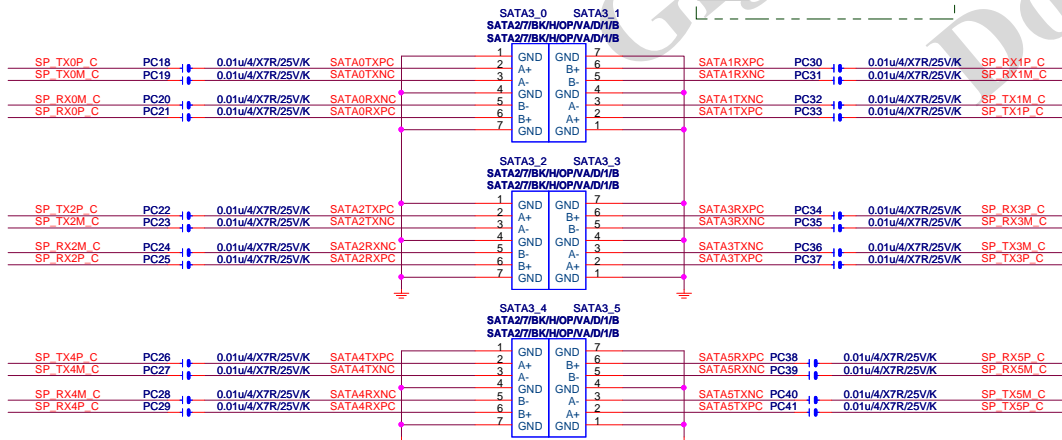 SATA3_0 SATA3_1
SATA2/7/BK/H/OP/VA/D/1/B
SATA2/7/BK/H/OP/VA/D/1/B
1 GND GND 7
SP_TX0P_C PC18 0.01u/4/X7R/25V/K SATA0TXPC 2 A+ B+ 6 SATA1RXPC PC30 0.01u/4/X7R/25V/K SP_RX1P_C
SP_TX0M_C PC19 0.01u/4/X7R/25V/K SATA0TXNC 3 A- B- 5 SATA1RXNC PC31 0.01u/4/X7R/25V/K SP_RX1M_C
4 GND GND 4
SP_RX0M_C PC20 0.01u/4/X7R/25V/K SATA0RXNC 5 B- A- 3 SATA1TXNC PC32 0.01u/4/X7R/25V/K SP_TX1M_C
SP_RX0P_C PC21 0.01u/4/X7R/25V/K SATA0RXPC 6 B+ A+ 2 SATA1TXPC PC33 0.01u/4/X7R/25V/K SP_TX1P_C
7 GND GND 1
SATA3_2 SATA3_3
SATA2/7/BK/H/OP/VA/D/1/B
SATA2/7/BK/H/OP/VA/D/1/B
1 GND GND 7
SP_TX2P_C PC22 0.01u/4/X7R/25V/K SATA2TXPC 2 A+ B+ 6 SATA3RXPC PC34 0.01u/4/X7R/25V/K SP_RX3P_C
SP_TX2M_C PC23 0.01u/4/X7R/25V/K SATA2TXNC 3 A- B- 5 SATA3RXNC PC35 0.01u/4/X7R/25V/K SP_RX3M_C
4 GND GND 4
SP_RX2M_C PC24 0.01u/4/X7R/25V/K SATA2RXNC 5 B- A- 3 SATA3TXNC PC36 0.01u/4/X7R/25V/K SP_TX3M_C
SP_RX2P_C PC25 0.01u/4/X7R/25V/K SATA2RXPC 6 B+ A+ 2 SATA3TXPC PC37 0.01u/4/X7R/25V/K SP_TX3P_C
7 GND GND 1
SATA3_4 SATA3_5
SATA2/7/BK/H/OP/VA/D/1/B
SATA2/7/BK/H/OP/VA/D/1/B
1 GND GND 7
SP_TX4P_C PC26 0.01u/4/X7R/25V/K SATA4TXPC 2 A+ B+ 6 SATA5RXPC PC38 0.01u/4/X7R/25V/K SP_RX5P_C
SP_TX4M_C PC27 0.01u/4/X7R/25V/K SATA4TXNC 3 A- B- 5 SATA5RXNC PC39 0.01u/4/X7R/25V/K SP_RX5M_C
4 GND GND 4
SP_RX4M_C PC28 0.01u/4/X7R/25V/K SATA4RXNC 5 B- A- 3 SATA5TXNC PC40 0.01u/4/X7R/25V/K SP_TX5M_C
SP_RX4P_C PC29 0.01u/4/X7R/25V/K SATA4RXPC 6 B+ A+ 2 SATA5TXPC PC41 0.01u/4/X7R/25V/K SP_TX5P_C
7 GND GND 1